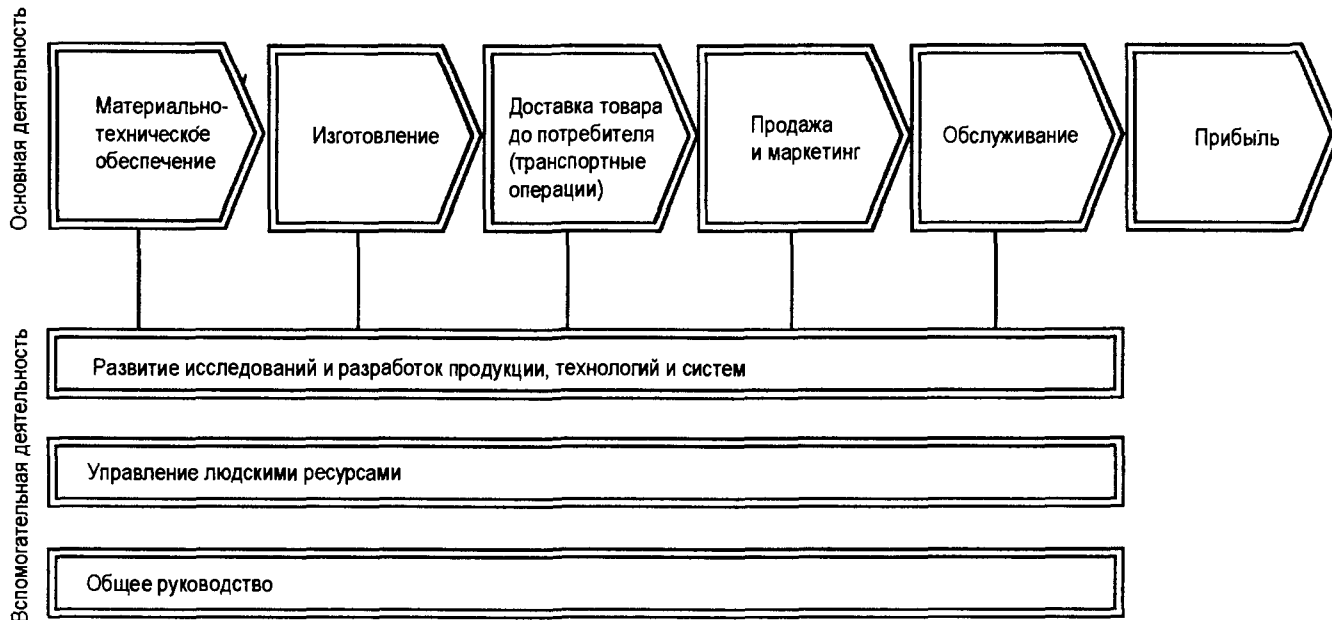 Основная деятельность
Материально-
техническое
обеспечение
Изготовление
Доставка товара
до потребителя
(транспортные
операции)
Продажа
и маркетинг
Обслуживание
Прибыль
Вспомогательная деятельность
Развитие исследований и разработок продукции, технологий и систем
Управление людскими ресурсами
Общее руководство